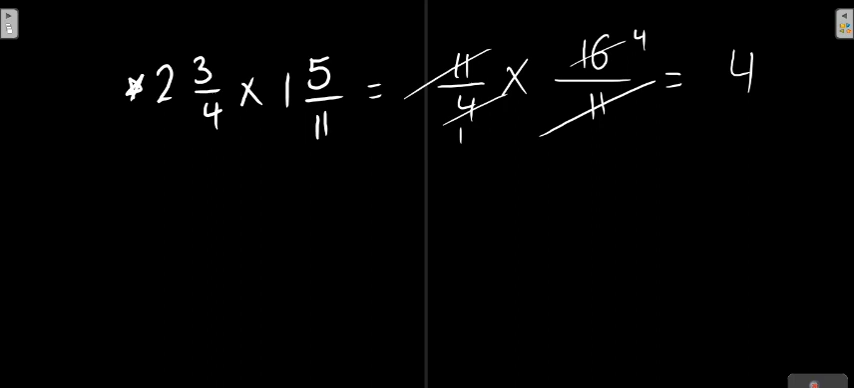 * 2 3/4 × 1 5/11 = 11/4 1 × 16/11 4 = 4